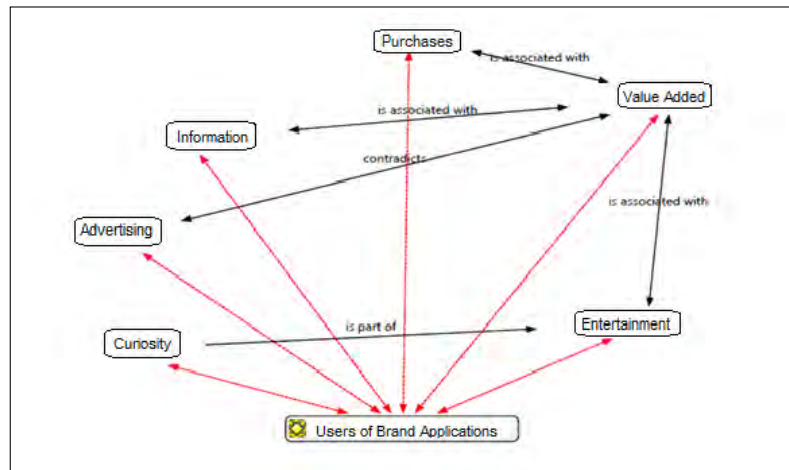 Purchases
is associated with
Value Added
is associated with
Information
contradicts
is associated with
Advertising
Entertainment
is part of
Curiosity
Users of Brand Applications